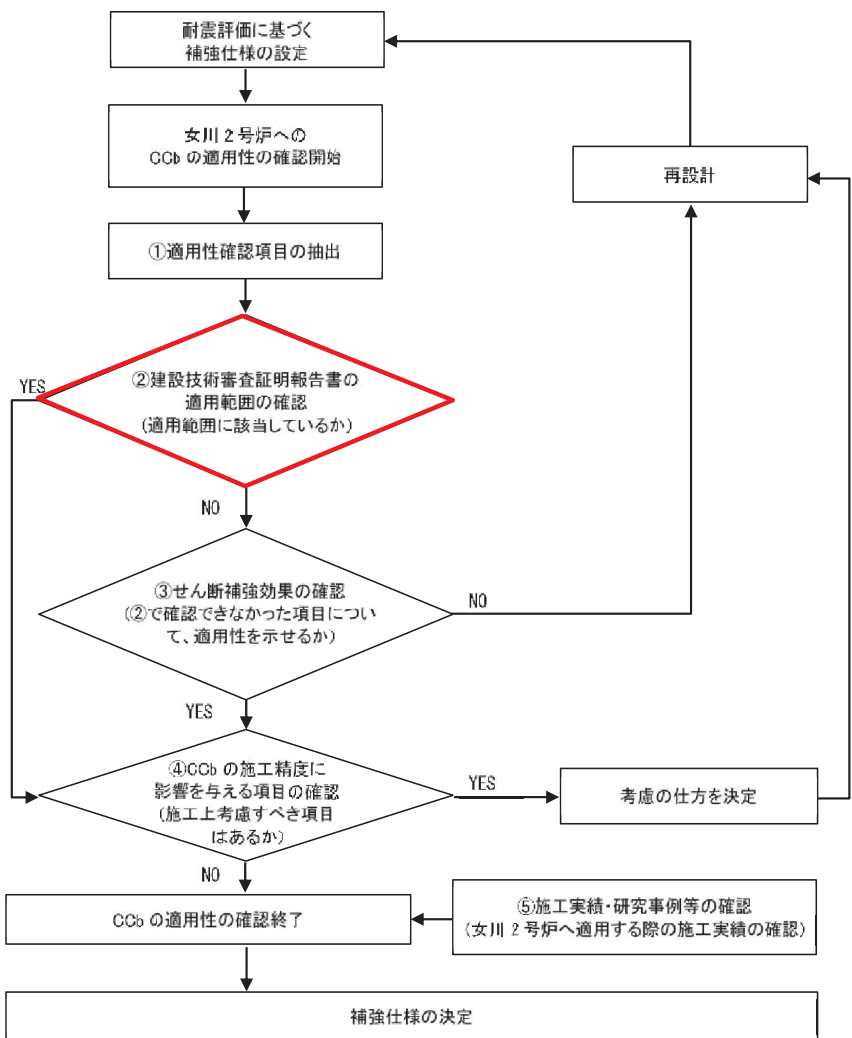 耐震評価に基づく
補強仕様の設定
女川２号炉への
CCb の適用性の確認開始
再設計
①適用性確認項目の抽出
②建設技術審査証明報告書の
適用範囲の確認
(適用範囲に該当しているか)
YES
NO
③せん断補強効果の確認
(②で確認できなかった項目につい
て、適用性を示せるか)
NO
YES
④CCb の施工精度に
影響を与える項目の確認
(施工上考慮すべき項目
はあるか)
YES
考慮の仕方を決定
NO
CCb の適用性の確認終了
⑤施工実績・研究事例等の確認
(女川２号炉へ適用する際の施工実績の確認)
補強仕様の決定